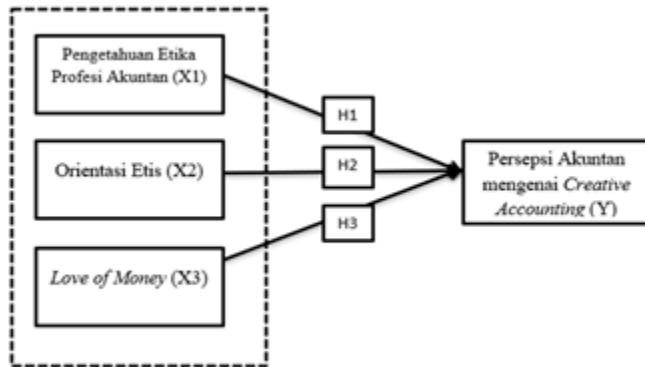 Pengetahuan Etika
Profesi Akuntan (X1)
Orientasi Etis (X2)
Love of Money (X3)
H1
H2
H3
Persepsi Akuntan
mengenai Creative
Accounting (Y)